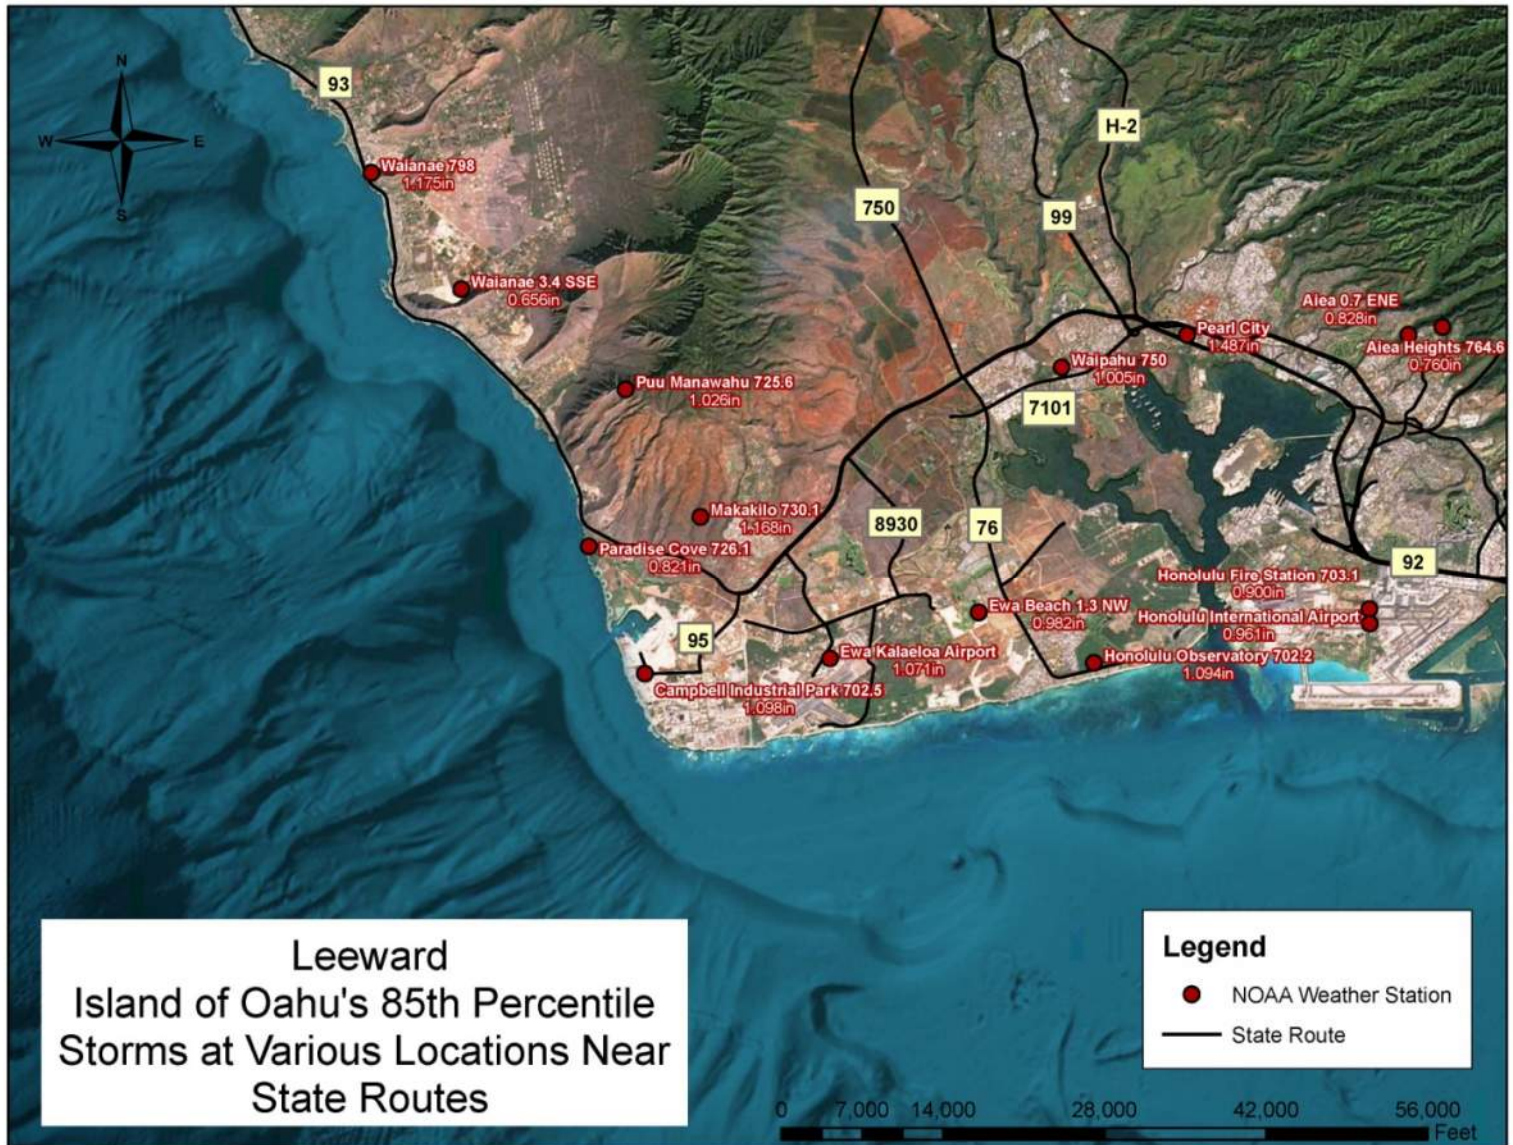 N
W
E
S
93
H-2
Waianae 798
1.175in
750
99
Waianae 3.4 SSE
0.656in
Aiea 0.7 ENE
0.828in
Pearl City
1.487in
Aiea Heights 764.6
0.760in
Waipahu 750
1.005in
Puu Manawahu 725.6
1.026in
7101
Makakilo 730.1
1.168in
8930
76
Paradise Cove 726.1
0.821in
92
Honolulu Fire Station 703.1
0.900in
Ewa Beach 1.3 NW
0.982in
Honolulu International Airport
0.961in
95
Ewa Kalaeloa Airport
1.071in
Honolulu Observatory 702.2
1.094in
Campbell Industrial Park 702.5
1.098in
Leeward
Island of Oahu's 85th Percentile
Storms at Various Locations Near
State Routes
Legend
NOAA Weather Station
State Route
0 7,000 14,000 28,000 42,000 56,000
Feet